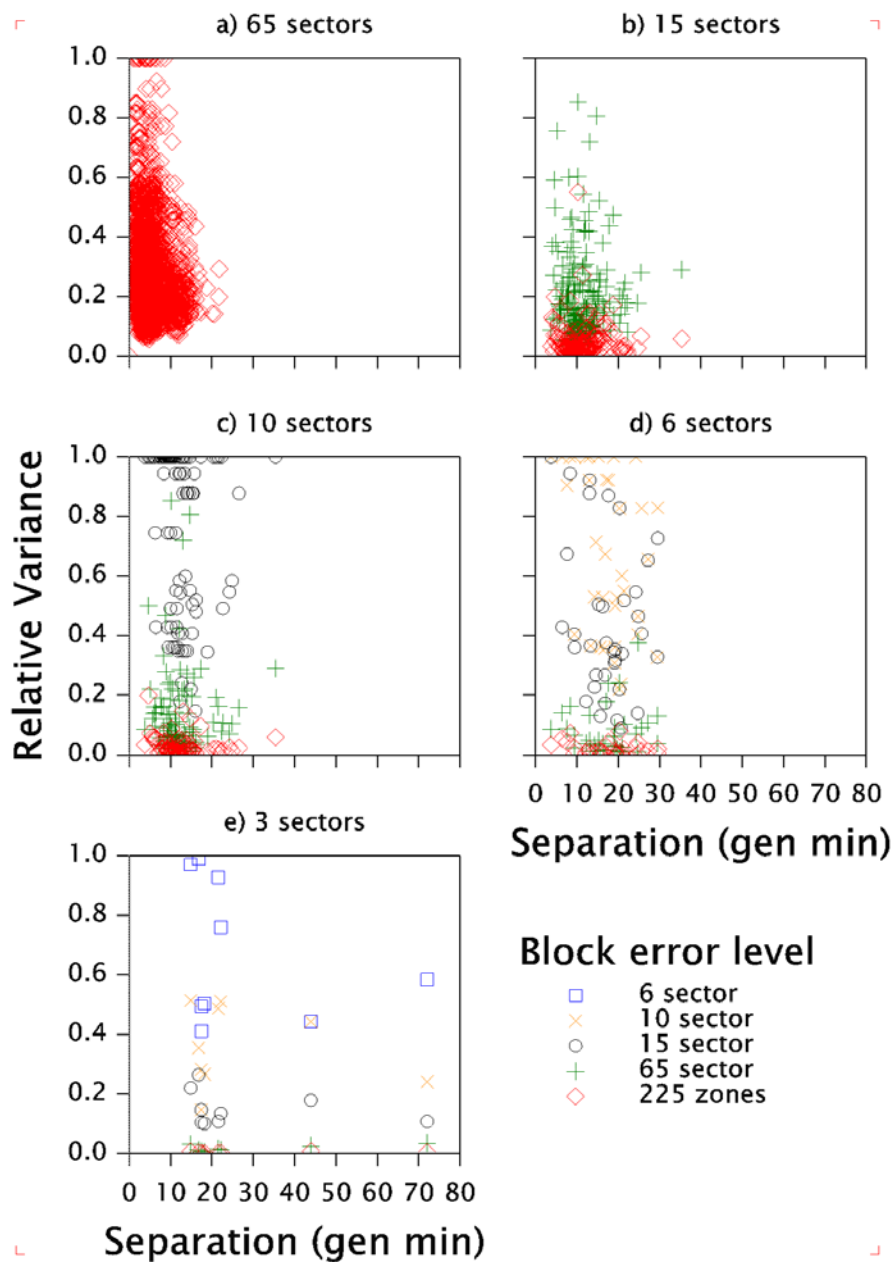 a) 65 sectors
b) 15 sectors
1.0
0.8
0.6
0.4
0.2
0.0
c) 10 sectors
d) 6 sectors
1.0
0.8
0.6
0.4
0.2
0.0
0 10 20 30 40 50 60 70 80
Relative Variance
Separation (gen min)
e) 3 sectors
1.0
0.8
0.6
0.4
0.2
0.0
0 10 20 30 40 50 60 70 80
Separation (gen min)
Block error level
6 sector
10 sector
15 sector
65 sector
225 zones